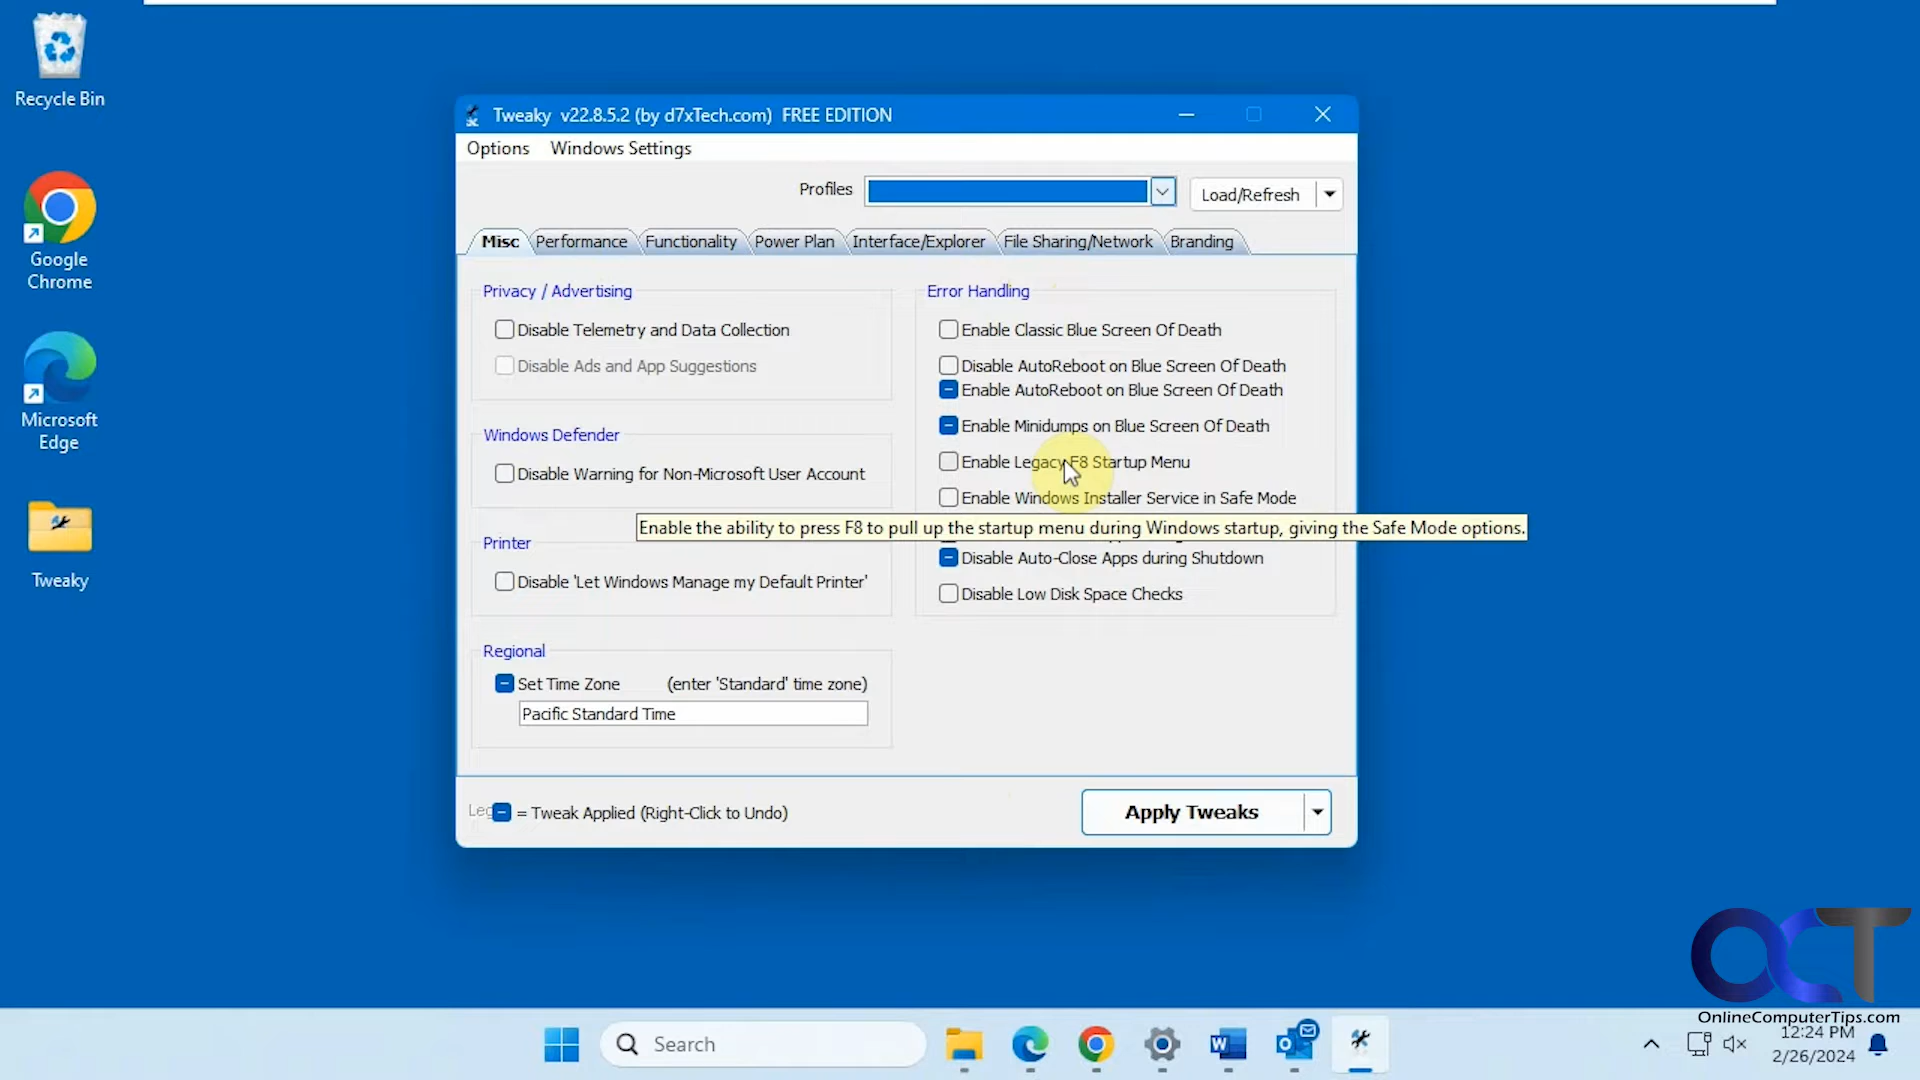 Recycle Bin
Google
Chrome
Microsoft
Edge
Tweaky
Tweaky v22.8.5.2 (by d7xTech.com) FREE EDITION
Options Windows Settings
Profiles
Load/Refresh
Misc Performance Functionality Power Plan Interface/Explorer File Sharing/Network Branding
Privacy / Advertising
Disable Telemetry and Data Collection
Disable Ads and App Suggestions
Windows Defender
Disable Warning for Non-Microsoft User Account
Printer
Disable 'Let Windows Manage my Default Printer'
Regional
Set Time Zone (enter 'Standard' time zone)
Pacific Standard Time
Error Handling
Enable Classic Blue Screen Of Death
Disable AutoReboot on Blue Screen Of Death
Enable AutoReboot on Blue Screen Of Death
Enable Minidumps on Blue Screen Of Death
Enable Legacy F8 Startup Menu
Enable Windows Installer Service in Safe Mode
Enable the ability to press F8 to pull up the startup menu during Windows startup, giving the Safe Mode options.
Disable Auto-Close Apps during Shutdown
Disable Low Disk Space Checks
Leg = Tweak Applied (Right-Click to Undo)
Apply Tweaks
OCT
OnlineComputerTips.com
Search
12:24 PM
2/26/2024